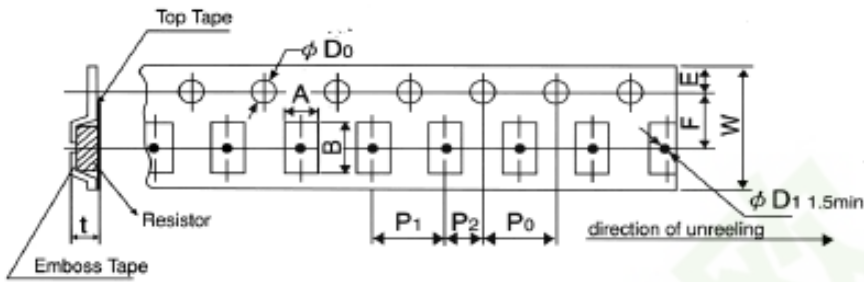 Top Tape
φ D0
A
E
F
W
B
φ D1 1.5min
P1
P2
P0
direction of unreeling
t
Resistor
Emboss Tape